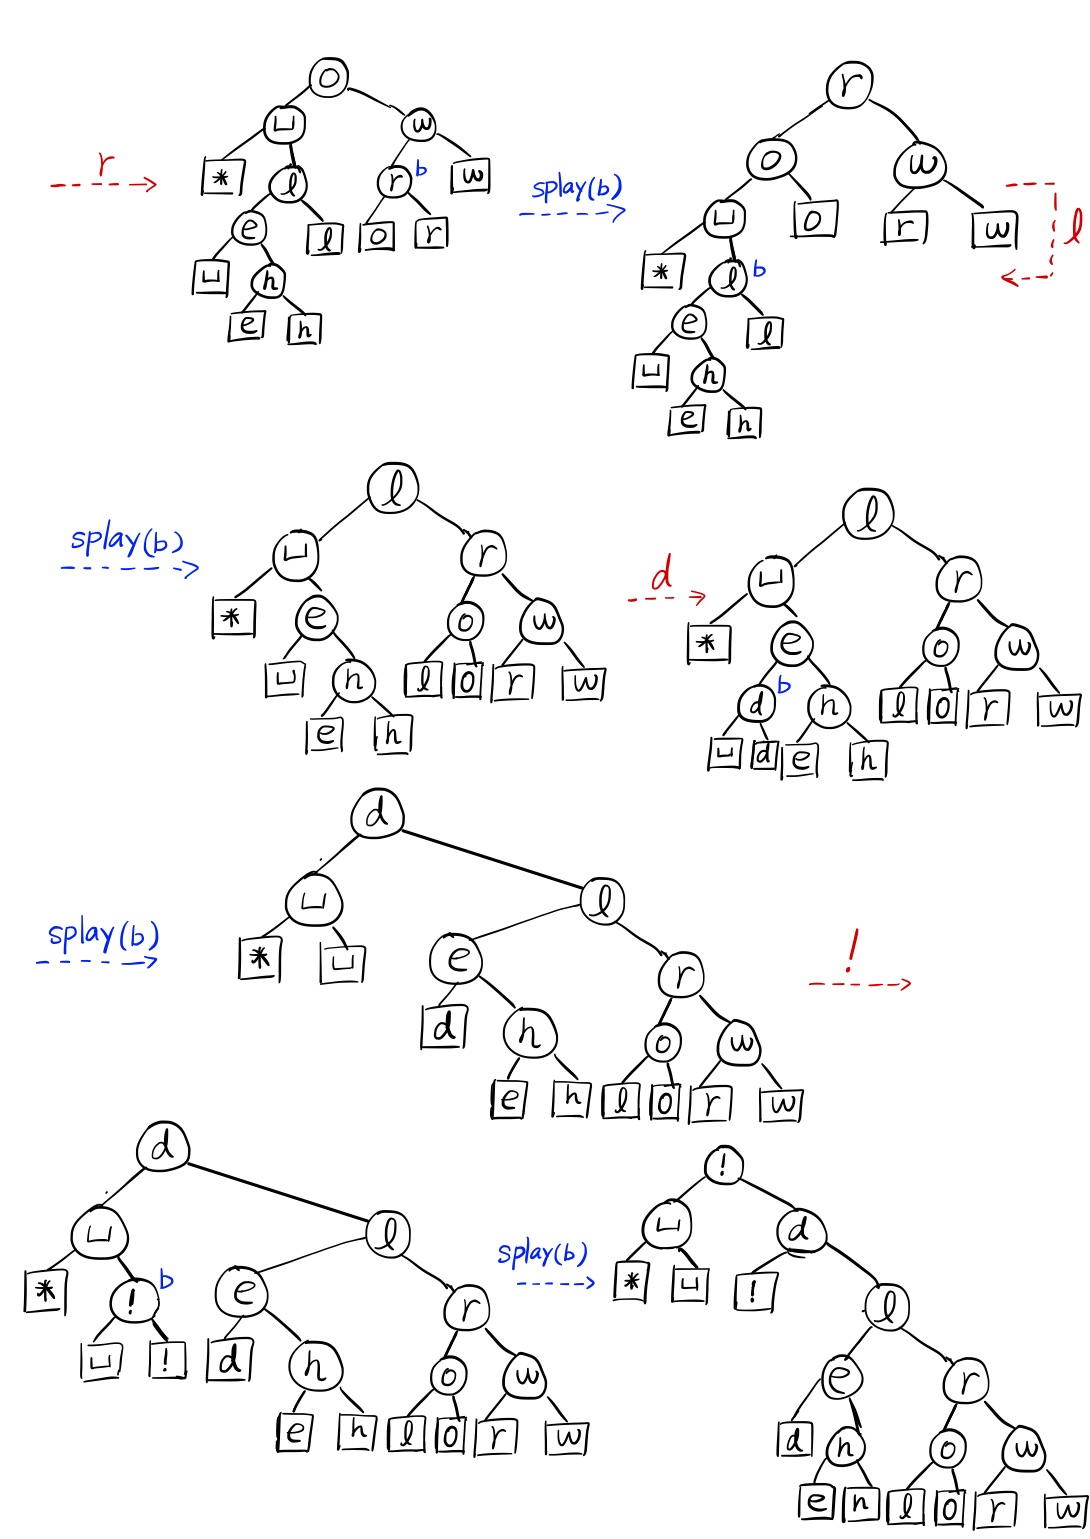 O
⊔ w
r * l r b w
splay(b)
e l o r
⊔ h
e h
r
o w
⊔ o r w l
* l b
e l
⊔ h
e h
l
splay(b) ⊔ r
* e o w
⊔ h l o r w
e h
l
d ⊔ r
* e o w
d b h l o r w
⊔ d e h
d
⊔ l
splay(b) * ⊔ e r !
d h o w
e h l o r w
d
⊔ l
* ! b e r
⊔ ! d h o w
e h l o r w
!
⊔ d
splay(b) * ⊔ ! l
e r
d h o w
e h l o r w